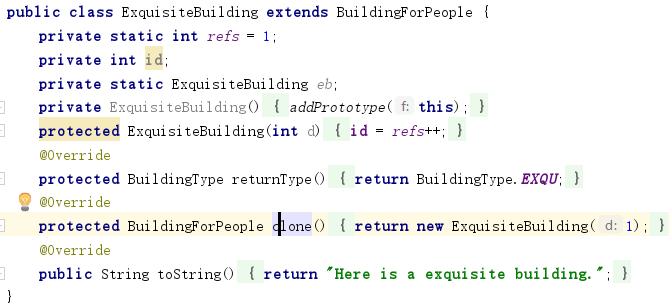 public class ExquisiteBuilding extends BuildingForPeople {
private static int refs = 1;
private int id;
private static ExquisiteBuilding eb;
private ExquisiteBuilding() { addPrototype( f: this); }
protected ExquisiteBuilding(int d) { id = refs++; }
@Override
protected BuildingType returnType() { return BuildingType.EXQU; }
@Override
protected BuildingForPeople clone() { return new ExquisiteBuilding( d: 1); }
@Override
public String toString() { return "Here is a exquisite building."; }
}